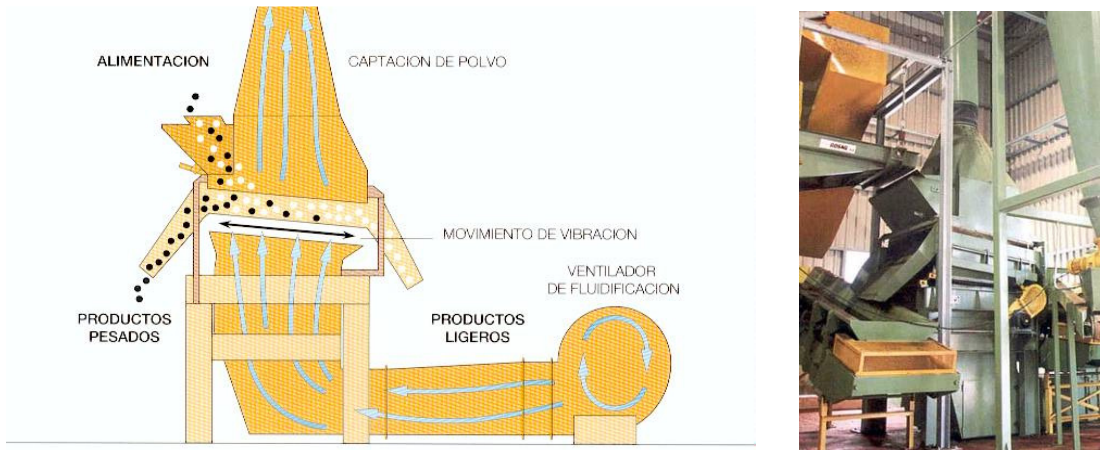 ALIMENTACION
CAPTACION DE POLVO
MOVIMIENTO DE VIBRACION
VENTILADOR
DE FLUIDIFICACION
PRODUCTOS
PESADOS
PRODUCTOS
LIGEROS